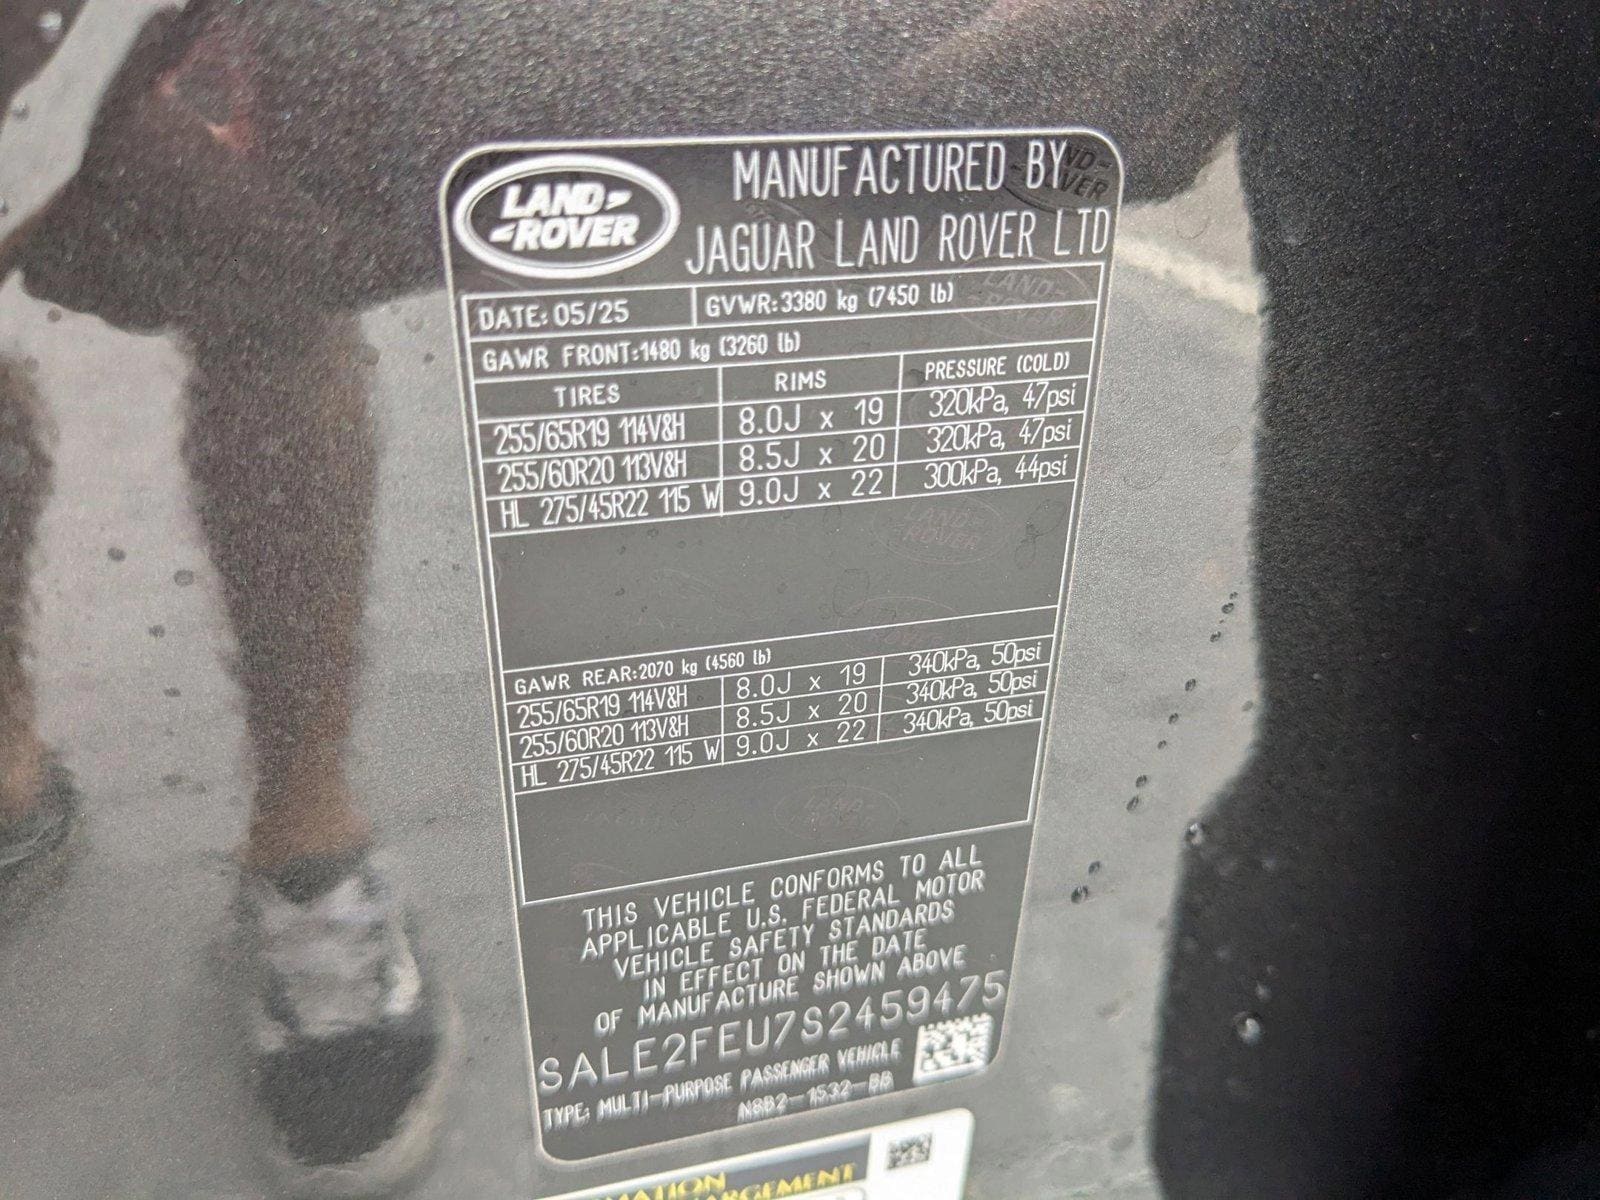 LAND-
-ROVER
MANUFACTURED BY
JAGUAR LAND ROVER LTD
DATE: 05/25 GVWR: 3380 kg (7450 lb)
GAWR FRONT: 1480 kg (3260 lb)
TIRES RIMS PRESSURE (COLD)
255/65R19 114V&H 8.0J x 19 320kPa, 47psi
255/60R20 113V&H 8.5J x 20 320kPa, 47psi
HL 275/45R22 115 W 9.0J x 22 300kPa, 44psi
GAWR REAR: 2070 kg (4560 lb)
255/65R19 114V&H 8.0J x 19 340kPa, 50psi
255/60R20 113V&H 8.5J x 20 340kPa, 50psi
HL 275/45R22 115 W 9.0J x 22 340kPa, 50psi
THIS VEHICLE CONFORMS TO ALL
APPLICABLE U.S. FEDERAL MOTOR
VEHICLE SAFETY STANDARDS
IN EFFECT ON THE DATE
OF MANUFACTURE SHOWN ABOVE
SALE2FEU7S2459475
TYPE: MULTI-PURPOSE PASSENGER VEHICLE
N8B2-1532-BB